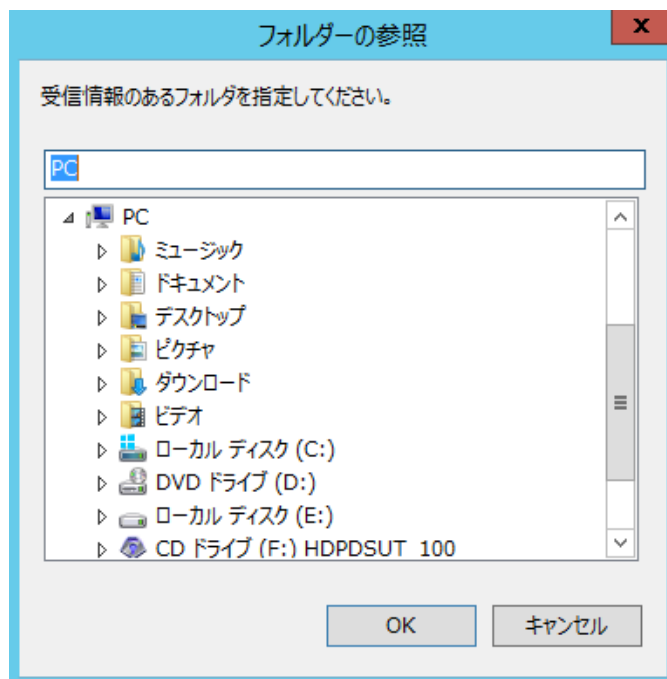 フォルダーの参照
x
受信情報のあるフォルダを指定してください。
PC
PC
ミュージック
ドキュメント
デスクトップ
ピクチャ
ダウンロード
ビデオ
ローカル ディスク (C:)
DVD ドライブ (D:)
ローカル ディスク (E:)
CD ドライブ (F:) HDPDSUT_100
OK キャンセル